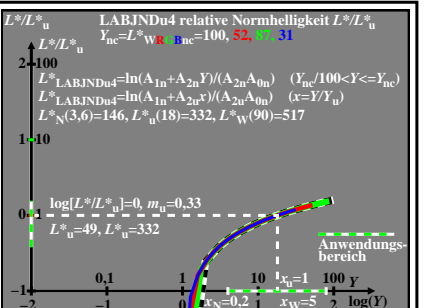 L*/L*u LABJNDu4 relative Normhelligkeit L*/L*u
L*/L*u Ync=L*WRGBnc=100, 52, 87, 31
2 100
L*LABJNDu4=ln(A1n+A2nY)/(A2nA0n) (Ync/100<Y<=Ync)
L*LABJNDu4=ln(A1n+A2ux)/(A2uA0n) (x=Y/Yu)
L*N(3,6)=146, L*u(18)=332, L*W(90)=517
1 10
log[L*/L*u]=0, mu=0,33
0 1
L*u=49, L*u=332
Anwendungs-
bereich
0,1 1 10 xu=1 100 Y
−1 −1 0 1 xN=0,2 xW=5 2 log(Y)